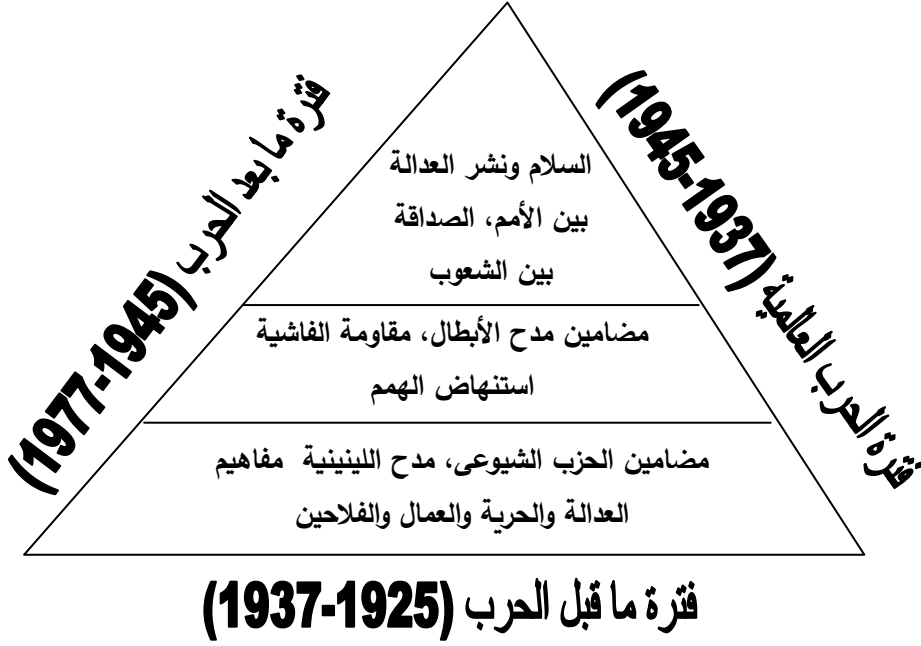 فترة ما بعد الحرب (1945-1977)
فترة الحرب العالمية (1937-1945)
السلام ونشر العدالة
بين الأمم، الصداقة
بين الشعوب
مضامين مدح الأبطال، مقاومة الفاشية
استنهاض الهمم
مضامين الحزب الشيوعى، مدح اللينينية مفاهيم
العدالة والحرية والعمال والفلاحين
فترة ما قبل الحرب (1925-1937)